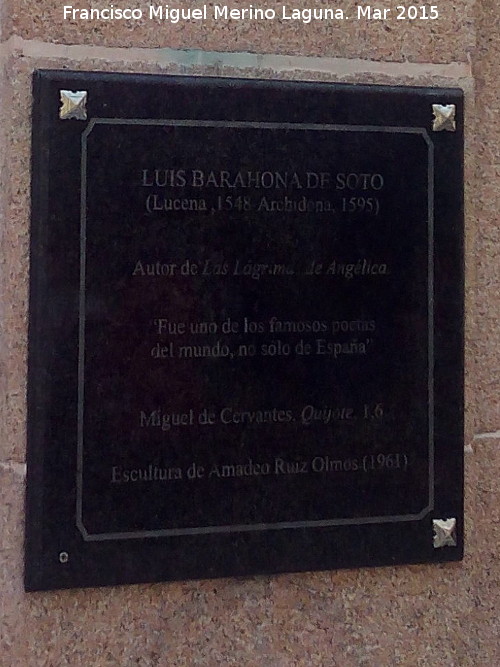 Francisco Miguel Merino Laguna. Mar 2015
LUIS BARAHONA DE SOTO
(Lucena ,1548-Archidona, 1595)
Autor de Las Lágrimas de Angélica.
"Fue uno de los famosos poetas
del mundo, no sólo de España"
Miguel de Cervantes. Quijote. 1,6
Escultura de Amadeo Ruiz Olmos (1961)